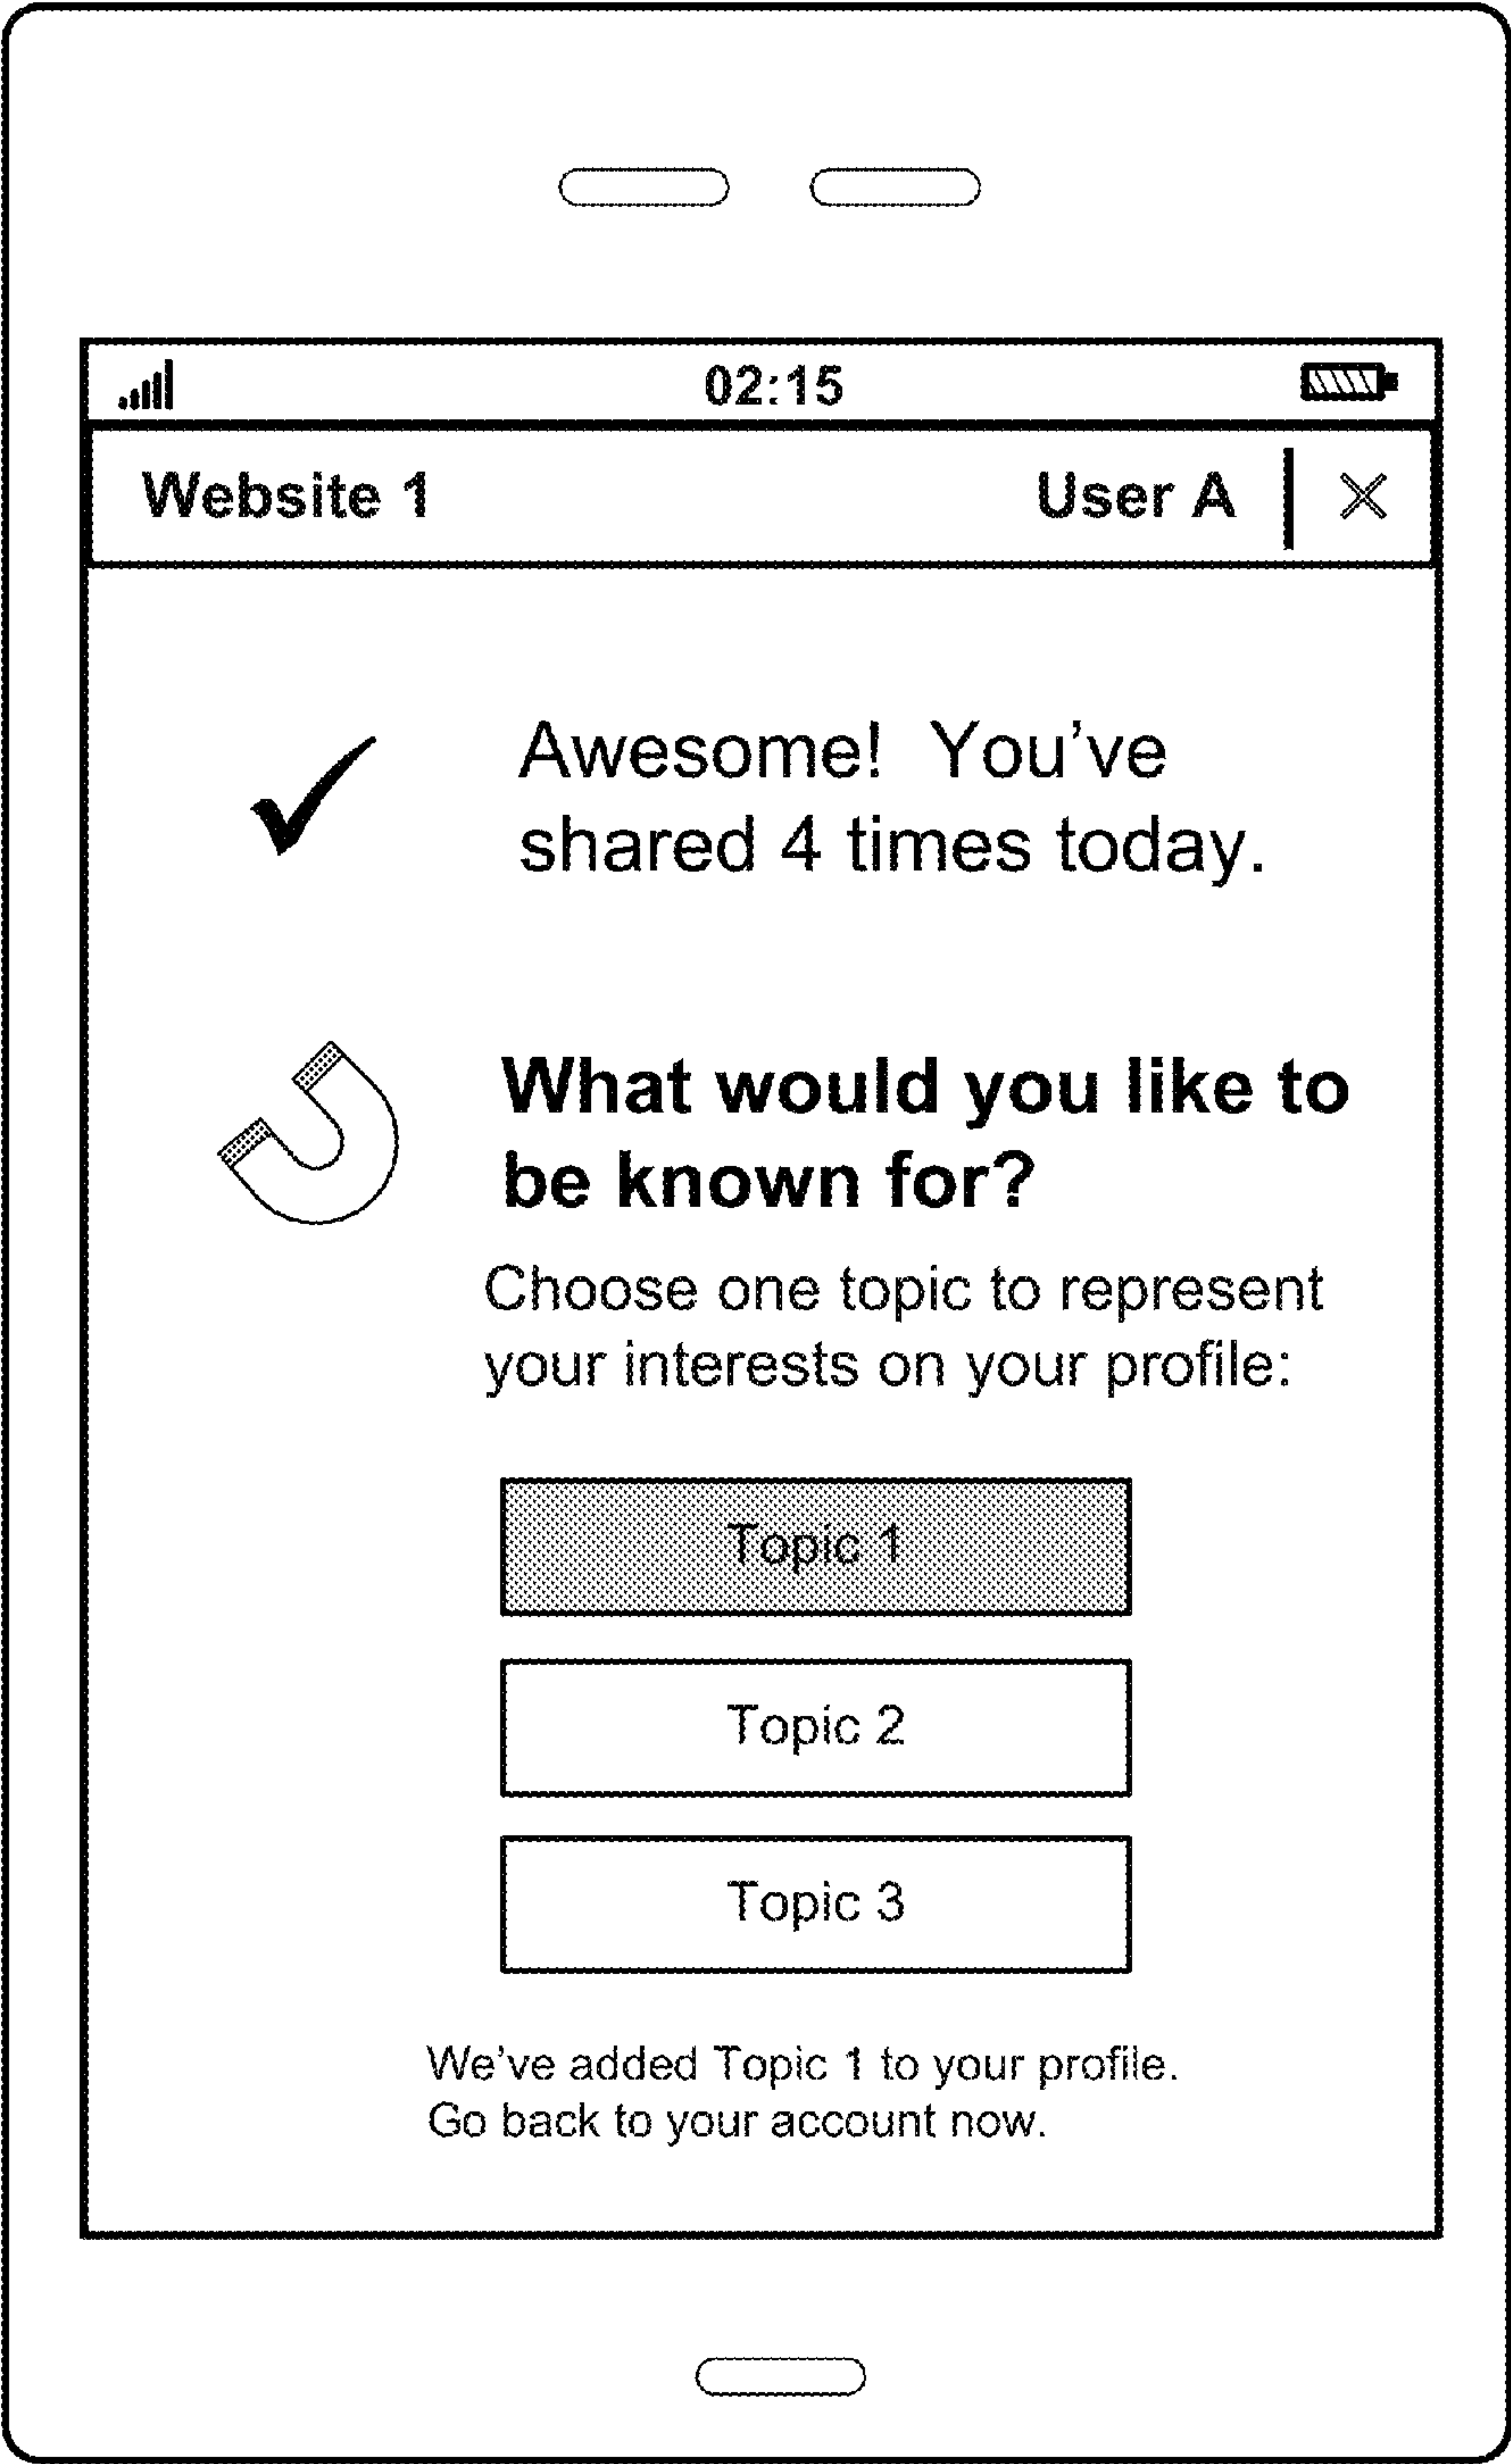 02:15
Website 1 User A
Awesome! You’ve
shared 4 times today.
What would you like to
be known for?
Choose one topic to represent
your interests on your profile:
Topic 1
Topic 2
Topic 3
We’ve added Topic 1 to your profile.
Go back to your account now.